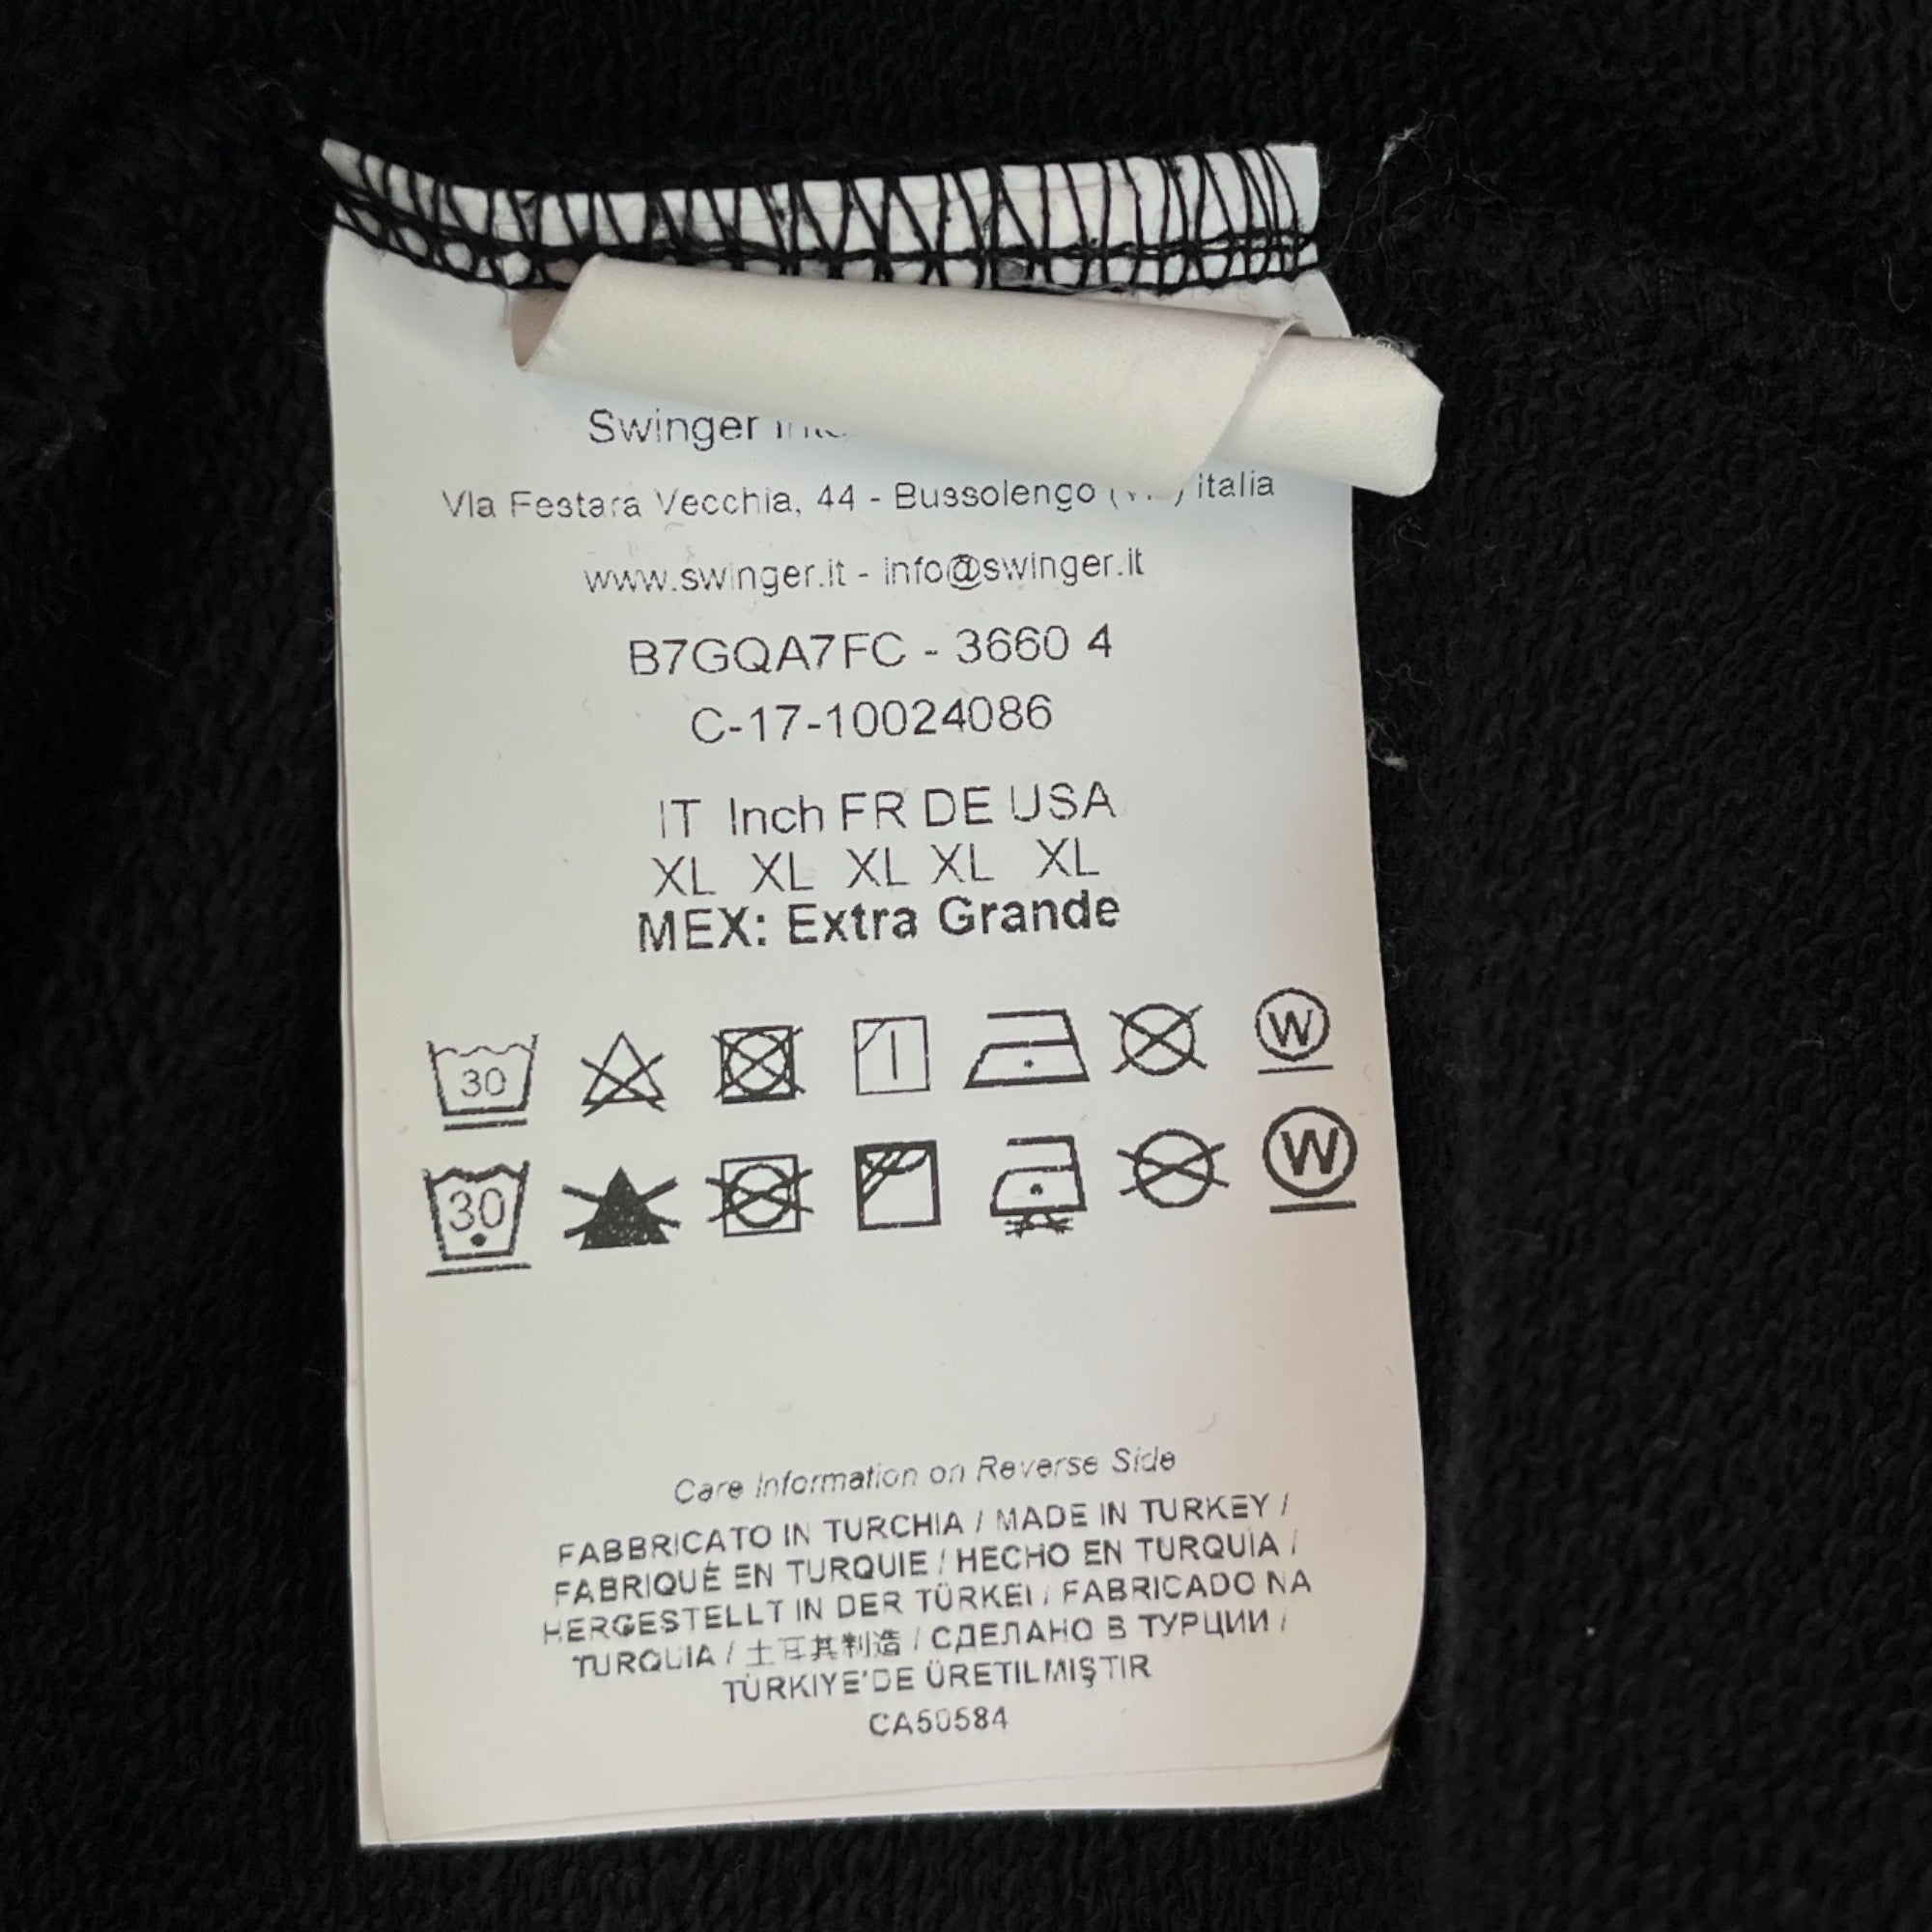 Swinger
Via Festara Vecchia, 44 - Bussolengo italia
www.swinger.it - info@swinger.it
B7GQA7FC - 3660 4
C-17-10024086
IT Inch FR DE USA
XL XL XL XL XL
MEX: Extra Grande
30 W
30 W
Care Information on Reverse Side
FABBRICATO IN TURCHIA / MADE IN TURKEY /
FABRIQUÉ EN TURQUIE / HECHO EN TURQUÍA /
HERGESTELLT IN DER TÜRKEI / FABRICADO NA
TURQUIA / 土耳其制造 / СДЕЛАНО В ТУРЦИИ /
TÜRKIYE'DE ÜRETILMIŞTIR
CA50584